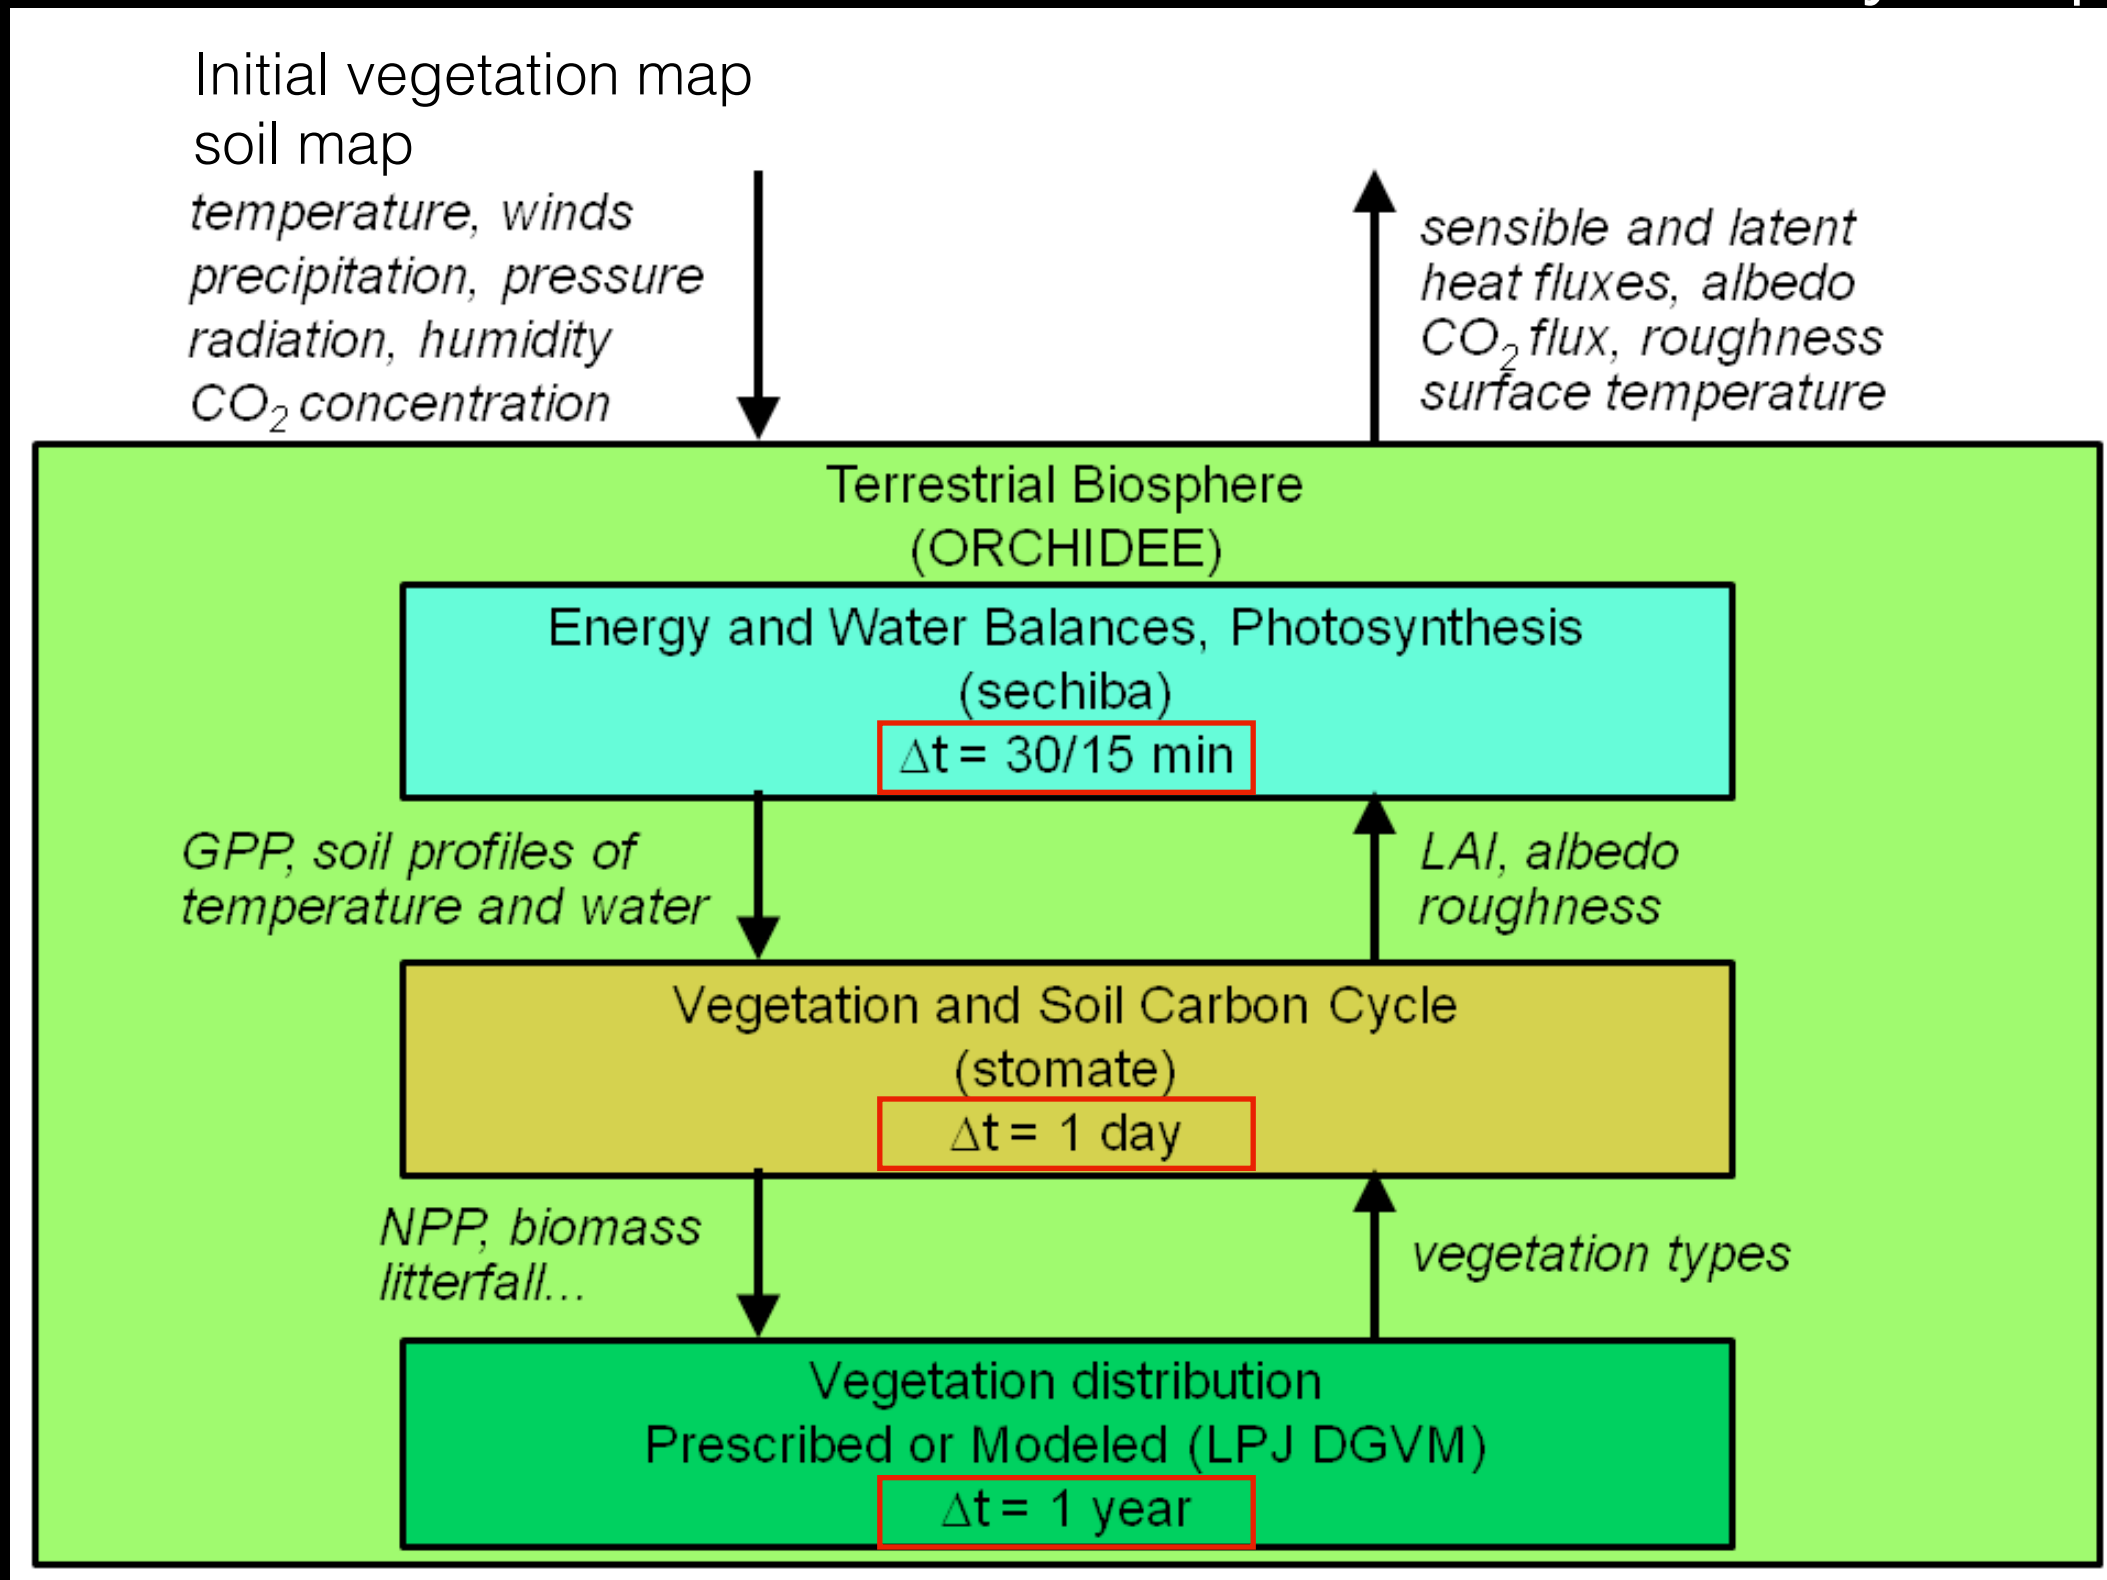 Initial vegetation map
soil map
temperature, winds
precipitation, pressure
radiation, humidity
CO₂ concentration
sensible and latent
heat fluxes, albedo
CO₂ flux, roughness
surface temperature
Terrestrial Biosphere
(ORCHIDEE)
Energy and Water Balances, Photosynthesis
(sechiba)
Δt = 30/15 min
GPP, soil profiles of
temperature and water
LAI, albedo
roughness
Vegetation and Soil Carbon Cycle
(stomate)
Δt = 1 day
NPP, biomass
litterfall...
vegetation types
Vegetation distribution
Prescribed or Modeled (LPJ DGVM)
Δt = 1 year